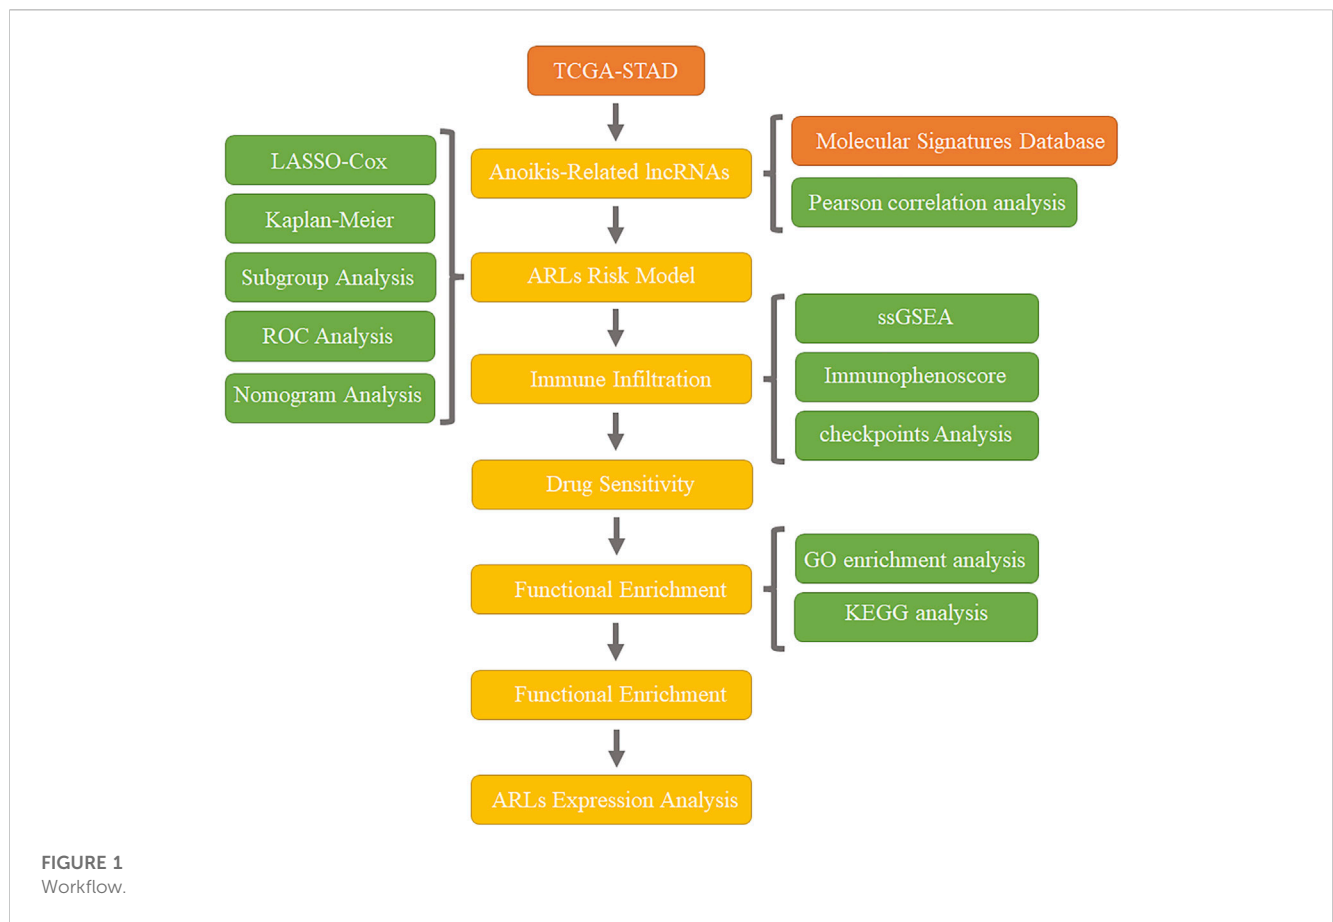 TCGA-STAD
Molecular Signatures Database
LASSO-Cox
Anoikis-Related lncRNAs
Pearson correlation analysis
Kaplan-Meier
Subgroup Analysis
ARLs Risk Model
ssGSEA
ROC Analysis
Immune Infiltration
Immunophenoscore
Nomogram Analysis
checkpoints Analysis
Drug Sensitivity
GO enrichment analysis
Functional Enrichment
KEGG analysis
Functional Enrichment
ARLs Expression Analysis
FIGURE 1
Workflow.